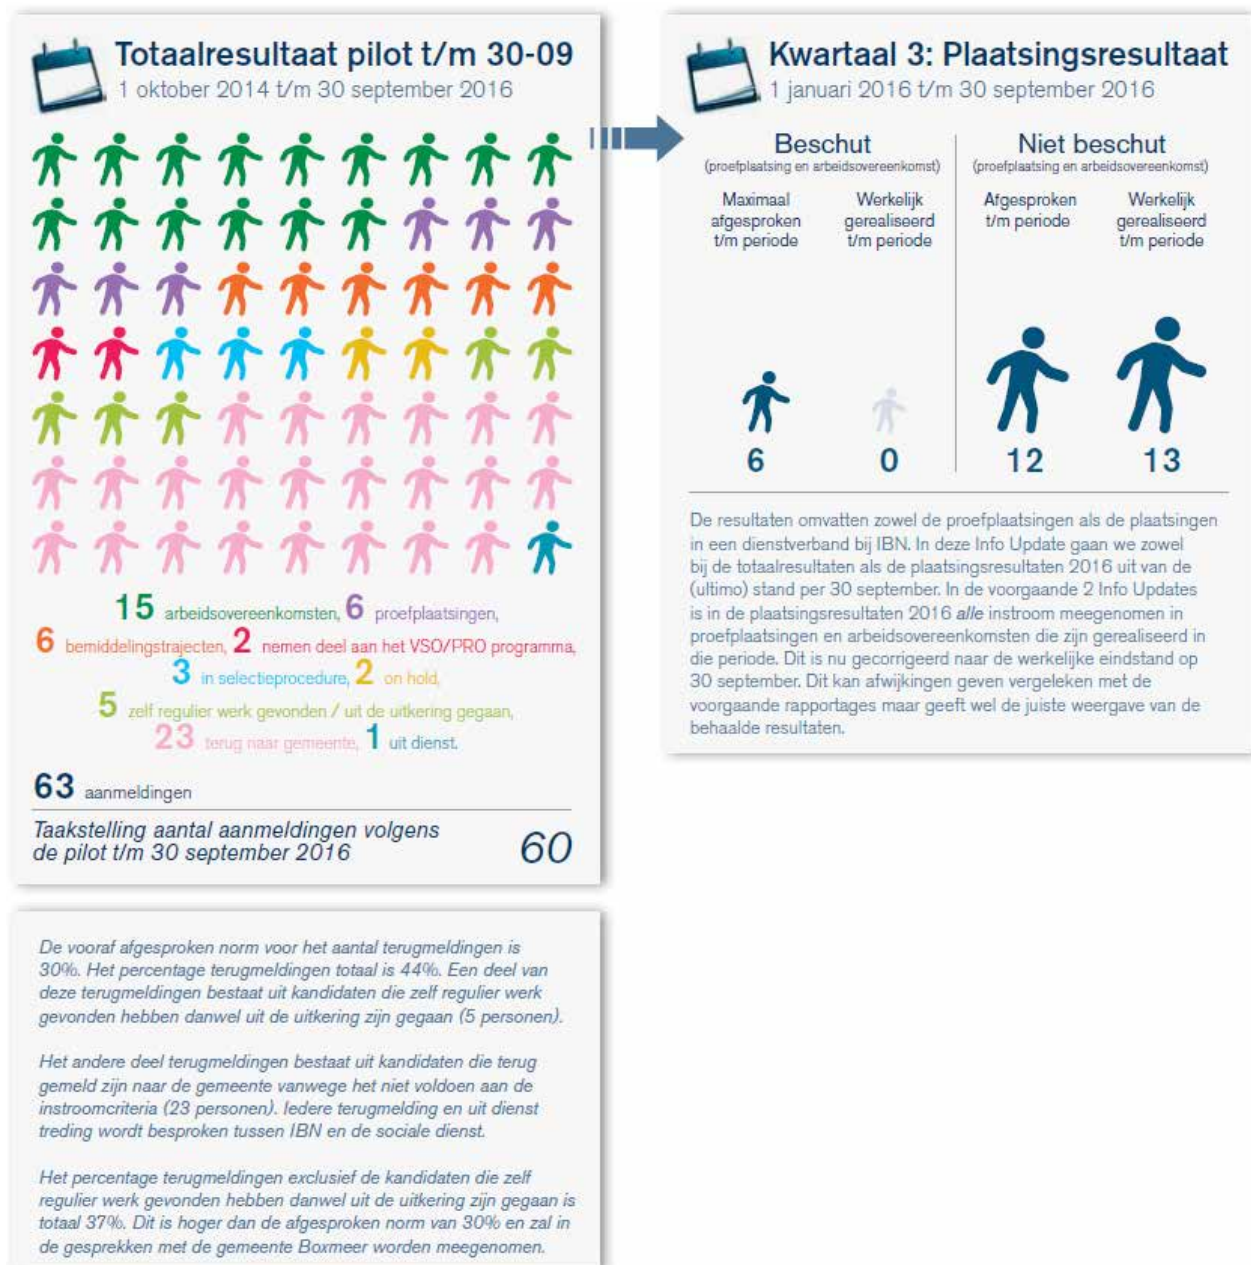 Totaalresultaat pilot t/m 30-09
1 oktober 2014 t/m 30 september 2016
15 arbeidsovereenkomsten, 6 proefplaatsingen,
6 bemiddelingstrajecten, 2 nemen deel aan het VSO/PRO programma,
3 in selectieprocedure, 2 on hold,
5 zelf regulier werk gevonden / uit de uitkering gegaan,
23 terug naar gemeente, 1 uit dienst.
63 aanmeldingen
Taakstelling aantal aanmeldingen volgens
de pilot t/m 30 september 2016
60
De vooraf afgesproken norm voor het aantal terugmeldingen is
30%. Het percentage terugmeldingen totaal is 44%. Een deel van
deze terugmeldingen bestaat uit kandidaten die zelf regulier werk
gevonden hebben danwel uit de uitkering zijn gegaan (5 personen).
Het andere deel terugmeldingen bestaat uit kandidaten die terug
gemeld zijn naar de gemeente vanwege het niet voldoen aan de
instroomcriteria (23 personen). Iedere terugmelding en uit dienst
treding wordt besproken tussen IBN en de sociale dienst.
Het percentage terugmeldingen exclusief de kandidaten die zelf
regulier werk gevonden hebben danwel uit de uitkering zijn gegaan is
totaal 37%. Dit is hoger dan de afgesproken norm van 30% en zal in
de gesprekken met de gemeente Boxmeer worden meegenomen.
Kwartaal 3: Plaatsingsresultaat
1 januari 2016 t/m 30 september 2016
Beschut
(proefplaatsing en arbeidsovereenkomst)
Maximaal
afgesproken
t/m periode
Werkelijk
gerealiseerd
t/m periode
Niet beschut
(proefplaatsing en arbeidsovereenkomst)
Afgesproken
t/m periode
Werkelijk
gerealiseerd
t/m periode
6
0
12
13
De resultaten omvatten zowel de proefplaatsingen als de plaatsingen
in een dienstverband bij IBN. In deze Info Update gaan we zowel
bij de totaalresultaten als de plaatsingsresultaten 2016 uit van de
(ultimo) stand per 30 september. In de voorgaande 2 Info Updates
is in de plaatsingsresultaten 2016 alle instroom meegenomen in
proefplaatsingen en arbeidsovereenkomsten die zijn gerealiseerd in
die periode. Dit is nu gecorrigeerd naar de werkelijke eindstand op
30 september. Dit kan afwijkingen geven vergeleken met de
voorgaande rapportages maar geeft wel de juiste weergave van de
behaalde resultaten.